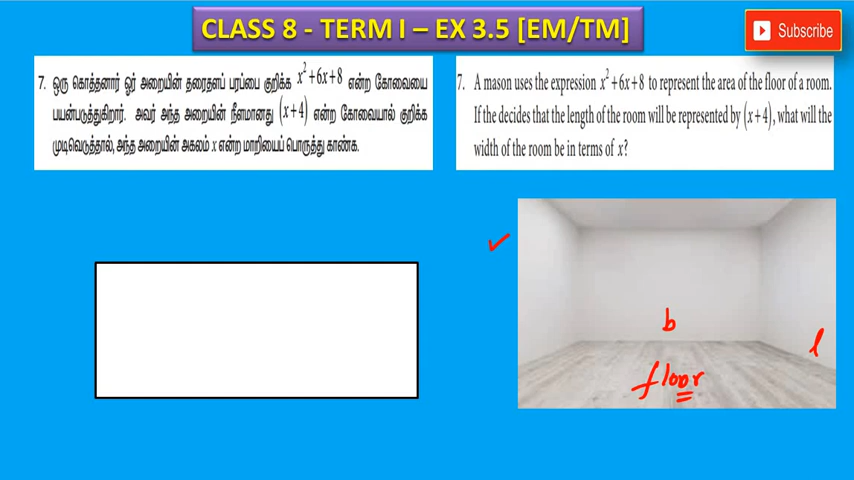 CLASS 8 - TERM I – EX 3.5 [EM/TM]
Subscribe
7. ஒரு கொத்தனார் ஓர் அறையின் தரைதளப் பரப்பை குறிக்க x²+6x+8 என்ற கோவையை
பயன்படுத்துகிறார். அவர் அந்த அறையின் நீளமானது (x+4) என்ற கோவையால் குறிக்க
முடிவெடுத்தால், அந்த அறையின் அகலம் x என்ற மாறியைப் பொருத்து காண்க.
7. A mason uses the expression x²+6x+8 to represent the area of the floor of a room.
If the decides that the length of the room will be represented by (x+4), what will the
width of the room be in terms of x?
b
l
floor